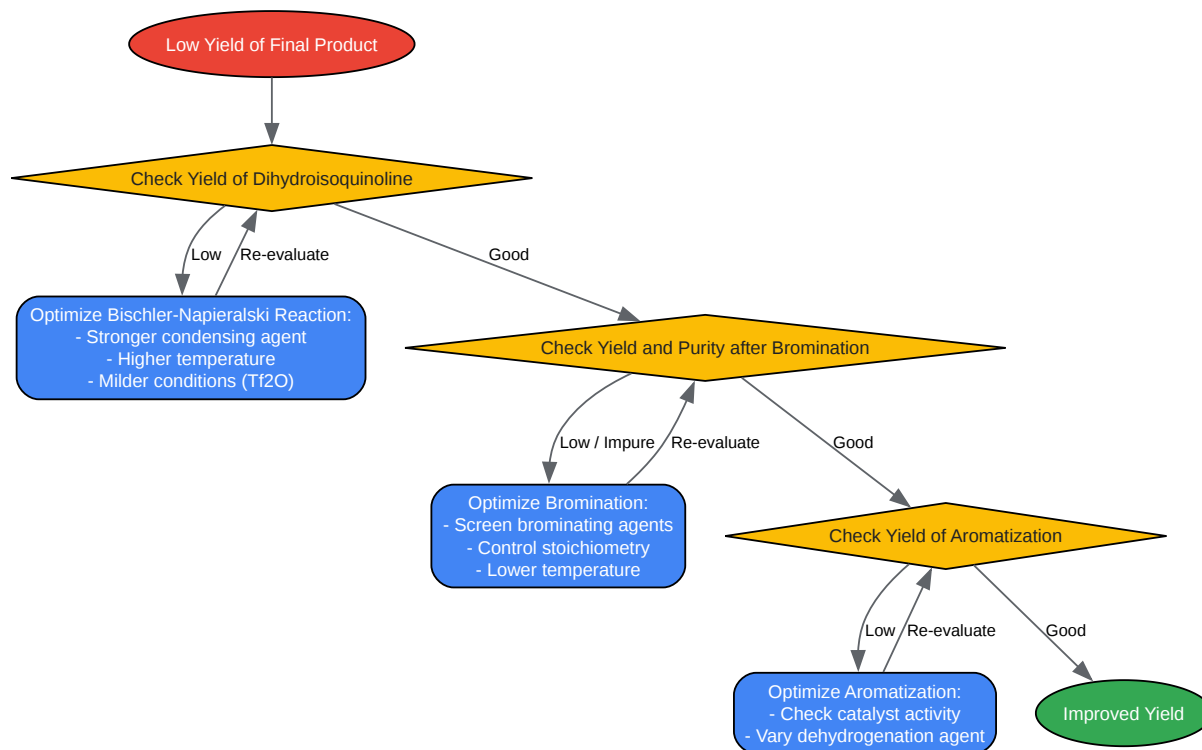 Low Yield of Final Product
Check Yield of Dihydroisoquinoline
Low
Re-evaluate
Good
Optimize Bischler-Napieralski Reaction:
- Stronger condensing agent
- Higher temperature
- Milder conditions (Tf2O)
Check Yield and Purity after Bromination
Low / Impure
Re-evaluate
Good
Optimize Bromination:
- Screen brominating agents
- Control stoichiometry
- Lower temperature
Check Yield of Aromatization
Low
Re-evaluate
Good
Optimize Aromatization:
- Check catalyst activity
- Vary dehydrogenation agent
Improved Yield